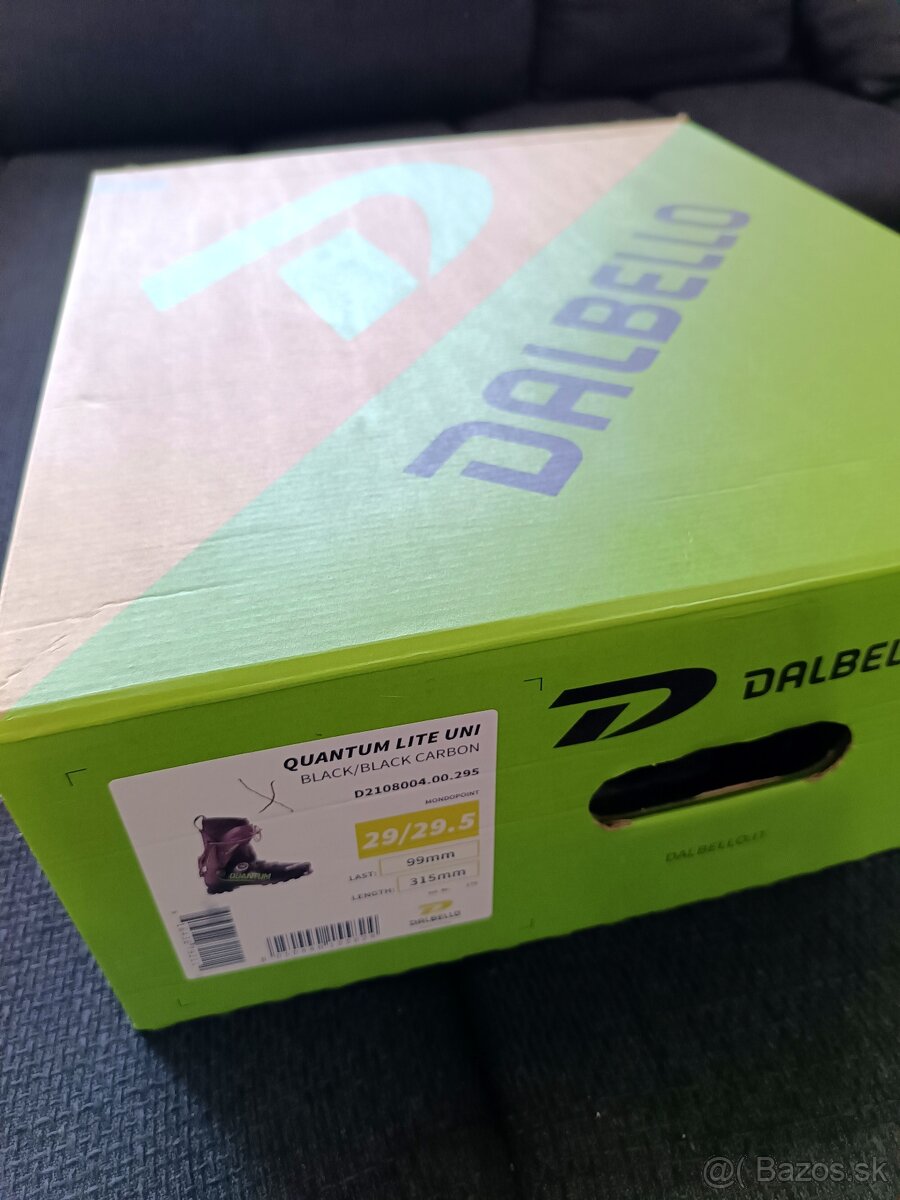 DALBELLO
DALBEL
QUANTUM LITE UNI
BLACK/BLACK CARBON
D2108004.00.295
MONDOPOINT
29/29.5
LAST: 99mm
LENGTH: 315mm
QUANTUM
DALBELLO
DALBELLO.IT
@( Bazos.sk